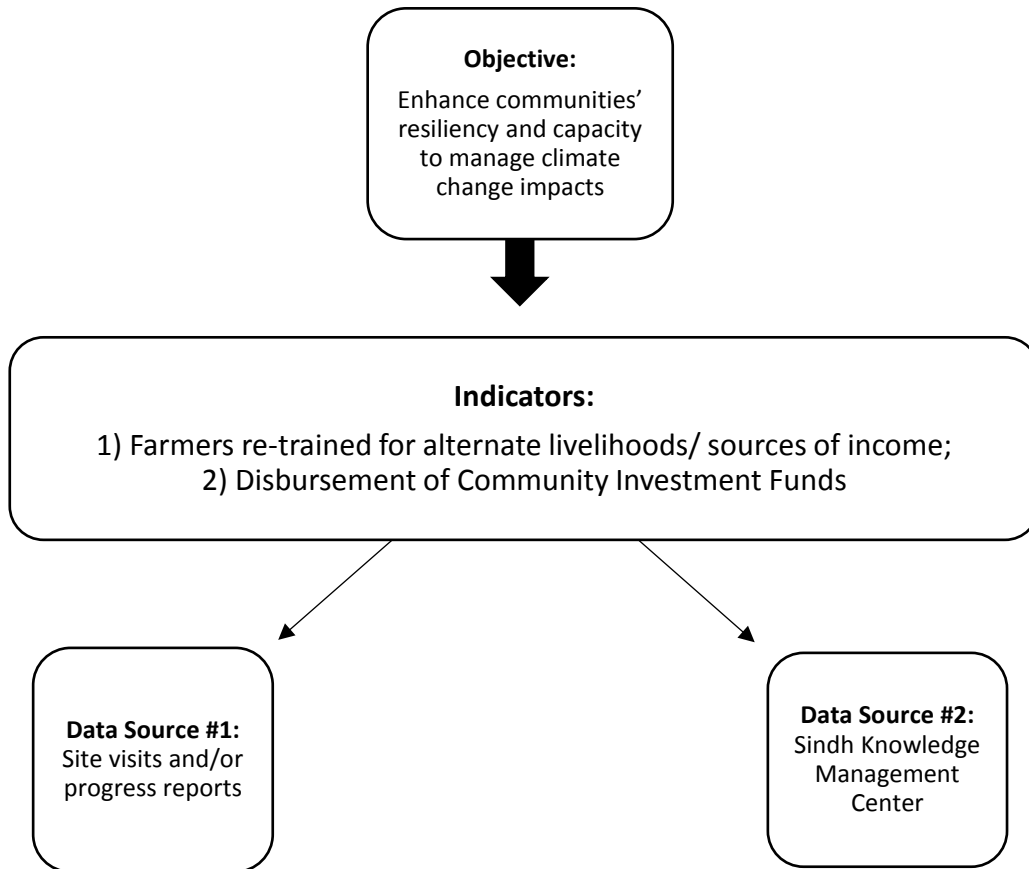 Objective:
Enhance communities’
resiliency and capacity
to manage climate
change impacts
Indicators:
1) Farmers re-trained for alternate livelihoods/ sources of income;
2) Disbursement of Community Investment Funds
Data Source #1:
Site visits and/or
progress reports
Data Source #2:
Sindh Knowledge
Management
Center